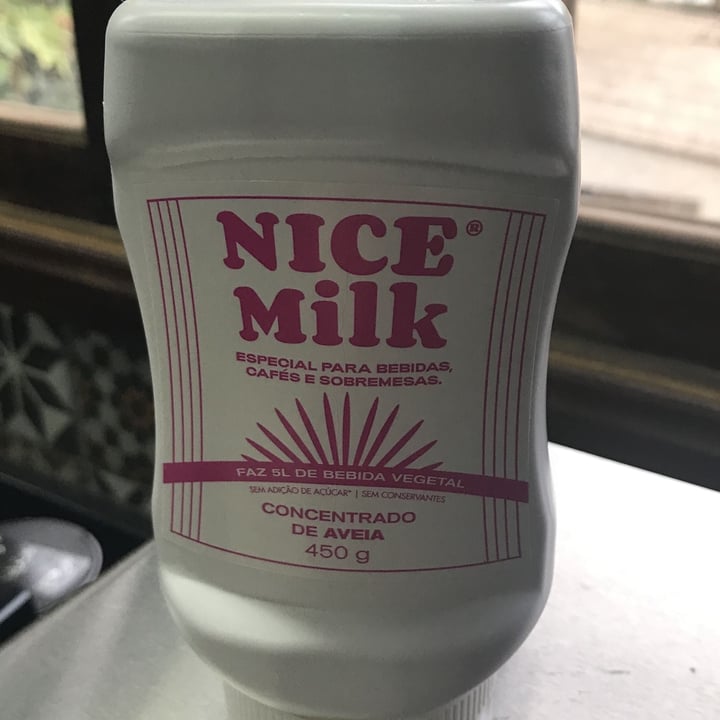 NICE®
Milk
ESPECIAL PARA BEBIDAS,
CAFÉS E SOBREMESAS.
FAZ 5L DE BEBIDA VEGETAL
SEM ADIÇÃO DE AÇÚCAR* | SEM CONSERVANTES
CONCENTRADO
DE AVEIA
450 g